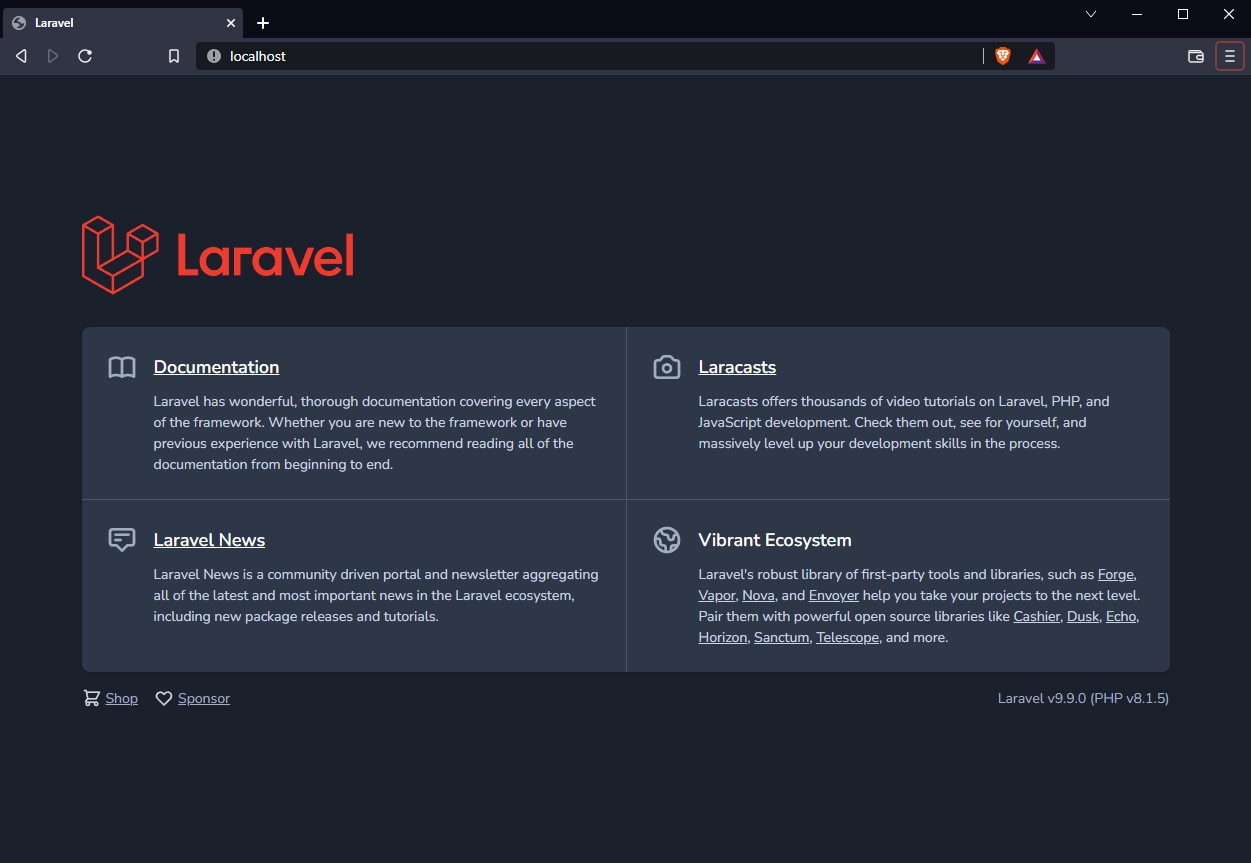 Laravel
localhost
Laravel
Documentation
Laravel has wonderful, thorough documentation covering every aspect
of the framework. Whether you are new to the framework or have
previous experience with Laravel, we recommend reading all of the
documentation from beginning to end.
Laracasts
Laracasts offers thousands of video tutorials on Laravel, PHP, and
JavaScript development. Check them out, see for yourself, and
massively level up your development skills in the process.
Laravel News
Laravel News is a community driven portal and newsletter aggregating
all of the latest and most important news in the Laravel ecosystem,
including new package releases and tutorials.
Vibrant Ecosystem
Laravel's robust library of first-party tools and libraries, such as Forge,
Vapor, Nova, and Envoyer help you take your projects to the next level.
Pair them with powerful open source libraries like Cashier, Dusk, Echo,
Horizon, Sanctum, Telescope, and more.
Shop Sponsor
Laravel v9.9.0 (PHP v8.1.5)